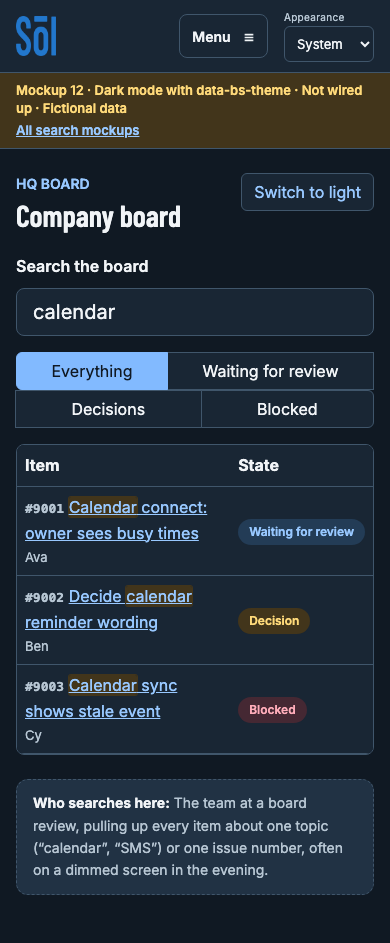 Sōl
Menu ≡
Appearance
System
Mockup 12 · Dark mode with data-bs-theme · Not wired
up · Fictional data
All search mockups
HQ BOARD
Company board
Switch to light
Search the board
calendar
Everything
Waiting for review
Decisions
Blocked
Item
State
#9001 Calendar connect:
owner sees busy times
Ava
Waiting for review
#9002 Decide calendar
reminder wording
Ben
Decision
#9003 Calendar sync
shows stale event
Cy
Blocked
Who searches here: The team at a board
review, pulling up every item about one topic
(“calendar”, “SMS”) or one issue number, often
on a dimmed screen in the evening.